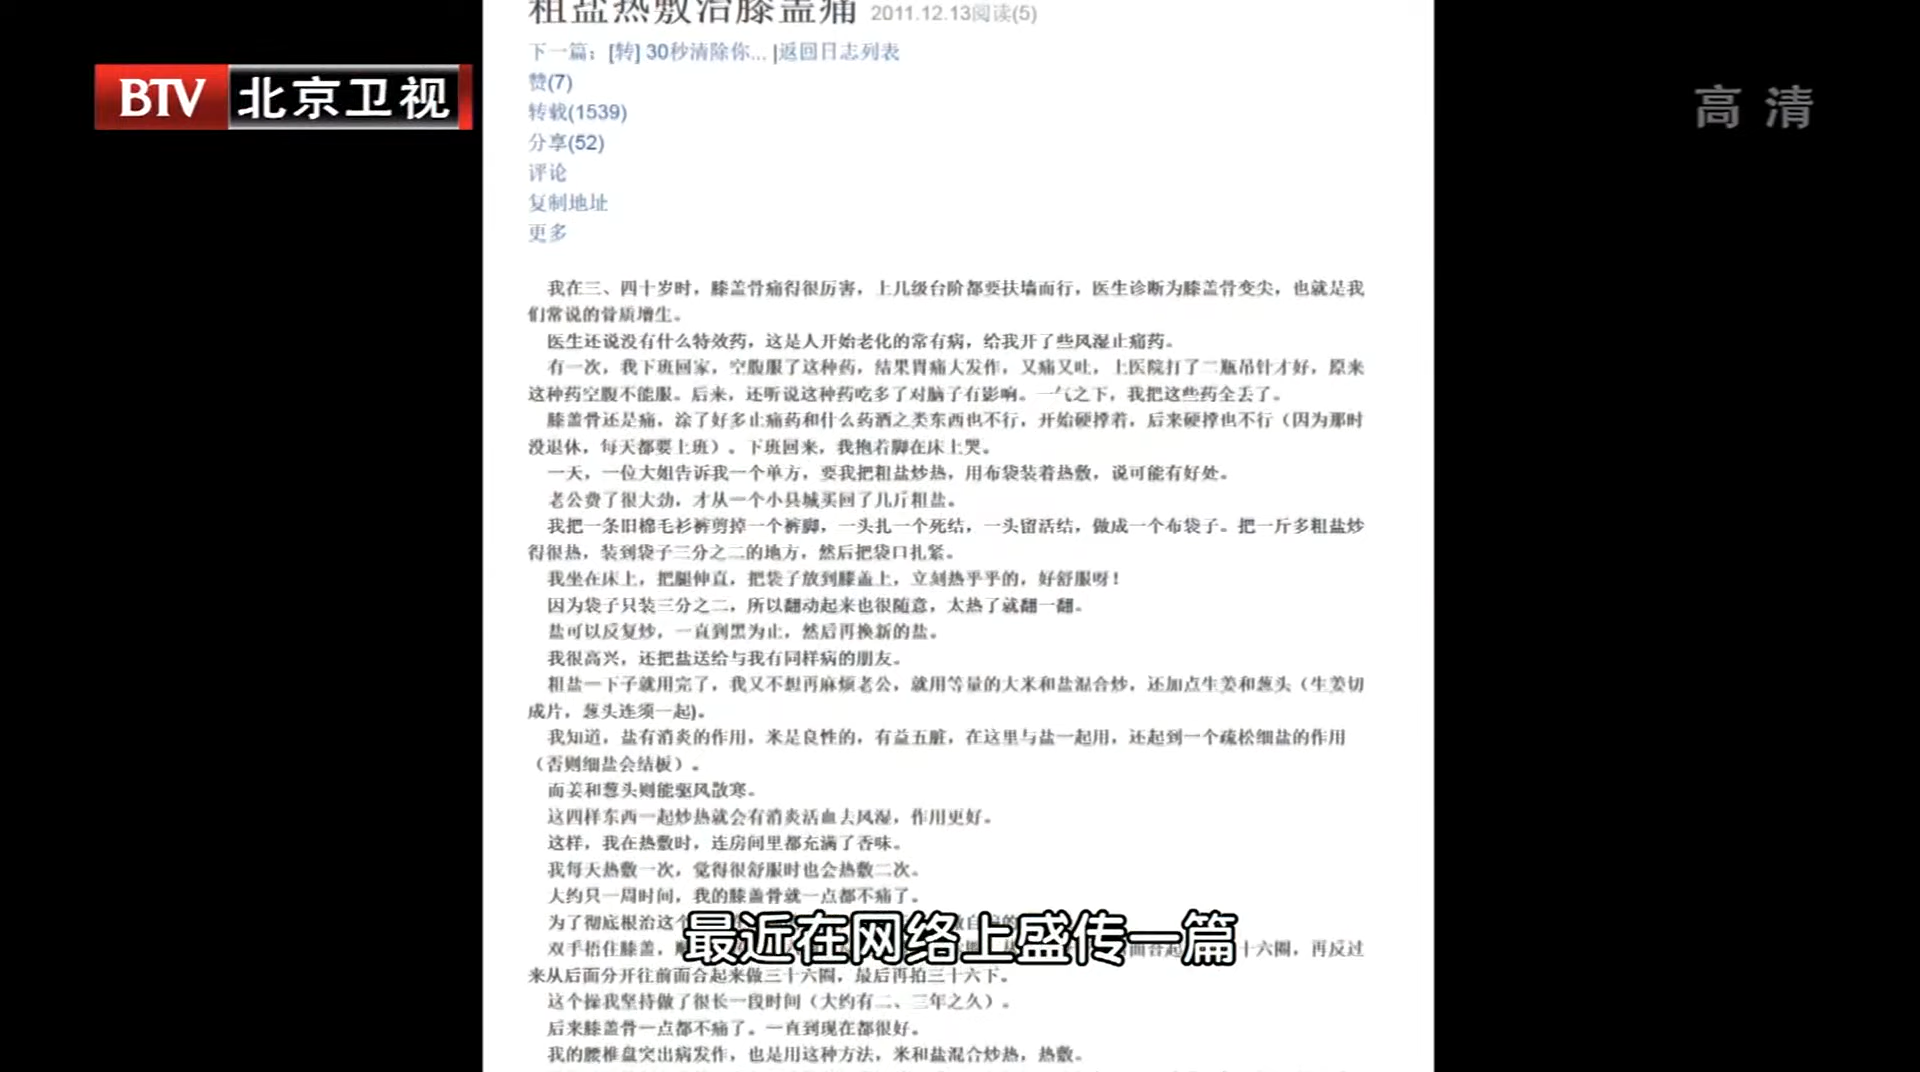 粗盐热敷治膝盖痛 2011.12.13阅读(5)
下一篇：[转] 30秒清除你... |返回日志列表
BTV 北京卫视
高清
赞(7)
转载(1539)
分享(52)
评论
复制地址
更多
我在三、四十岁时，膝盖骨痛得很厉害，上几级台阶都要扶墙而行，医生诊断为膝盖骨变尖，也就是我
们常说的骨质增生。
医生还说没有什么特效药，这是人开始老化的常有病，给我开了些风湿止痛药。
有一次，我下班回家，空腹服了这种药，结果胃痛大发作，又痛又吐，上医院打了二瓶吊针才好，原来
这种药空腹不能服。后来，还听说这种药吃多了对脑子有影响。一气之下，我把这些药全丢了。
膝盖骨还是痛，涂了好多止痛药和什么药酒之类东西也不行，开始硬撑着，后来硬撑也不行（因为那时
没退休，每天都要上班）。下班回来，我抱着脚在床上哭。
一天，一位大姐告诉我一个单方，要我把粗盐炒热，用布袋装着热敷，说可能有好处。
老公费了很大劲，才从一个小县城买回了几斤粗盐。
我把一条旧棉毛衫裤剪掉一个裤脚，一头扎一个死结，一头留活结，做成一个布袋子。把一斤多粗盐炒
得很热，装到袋子三分之二的地方，然后把袋口扎紧。
我坐在床上，把腿伸直，把袋子放到膝盖上，立刻热乎乎的，好舒服呀！
因为袋子只装三分之二，所以翻动起来也很随意，太热了就翻一翻。
盐可以反复炒，一直到黑为止，然后再换新的盐。
我很高兴，还把盐送给与我有同样病的朋友。
粗盐一下子就用完了，我又不想再麻烦老公，就用等量的大米和盐混合炒，还加点生姜和葱头（生姜切
成片，葱头连须一起)。
我知道，盐有消炎的作用，米是良性的，有益五脏，在这里与盐一起用，还起到一个疏松细盐的作用
（否则细盐会结板）。
而姜和葱头则能驱风散寒。
这四样东西一起炒热就会有消炎活血去风湿，作用更好。
这样，我在热敷时，连房间里都充满了香味。
我每天热敷一次，觉得很舒服时也会热敷二次。
大约只一周时间，我的膝盖骨就一点都不痛了。
为了彻底根治这个
最近在网络上盛传一篇
双手捂住膝盖，
十六圈，再反过
来从后面分开往前面合起来做三十六圈，最后再拍三十六下。
这个操我坚持做了很长一段时间（大约有二、三年之久）。
后来膝盖骨一点都不痛了。一直到现在都很好。
我的腰椎盘突出病发作，也是用这种方法，米和盐混合炒热，热敷。